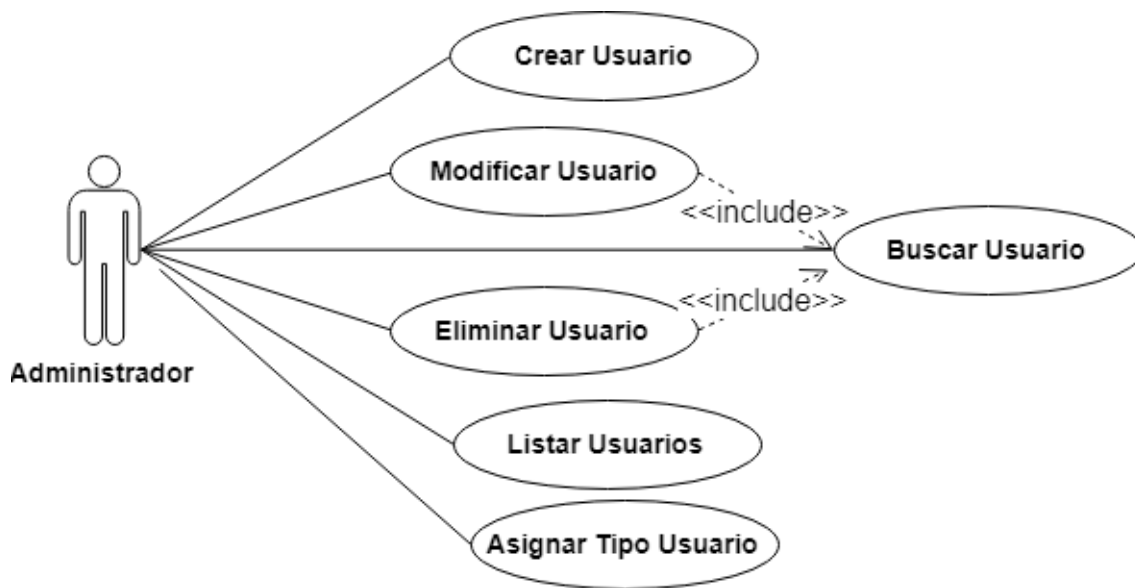 Crear Usuario
Modificar Usuario
<<include>>
Buscar Usuario
<<include>>
Eliminar Usuario
Administrador
Listar Usuarios
Asignar Tipo Usuario